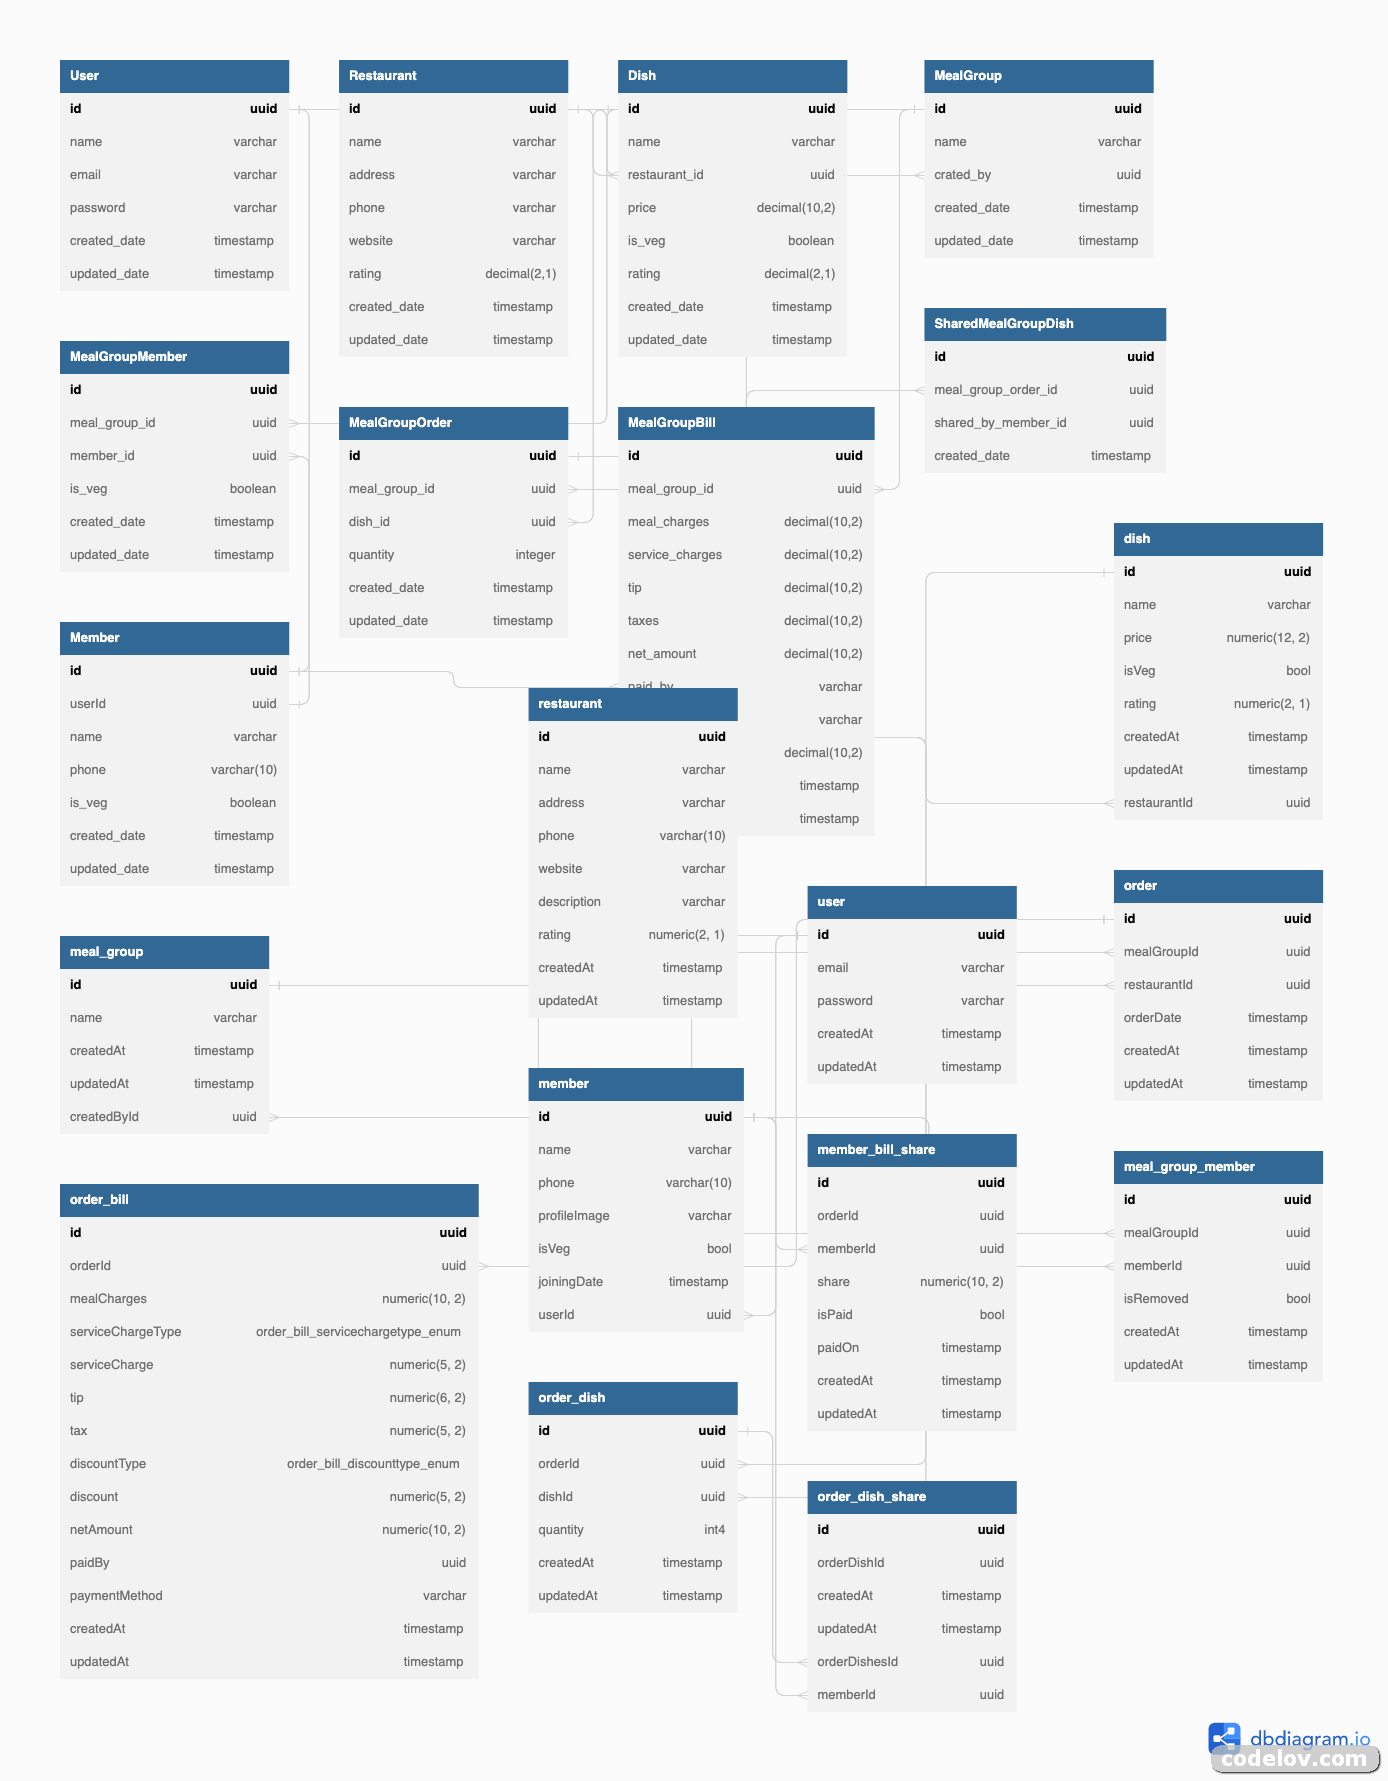 User
id uuid
name varchar
email varchar
password varchar
created_date timestamp
updated_date timestamp
Restaurant
id uuid
name varchar
address varchar
phone varchar
website varchar
rating decimal(2,1)
created_date timestamp
updated_date timestamp
Dish
id uuid
name varchar
restaurant_id uuid
price decimal(10,2)
is_veg boolean
rating decimal(2,1)
created_date timestamp
updated_date timestamp
MealGroup
id uuid
name varchar
crated_by uuid
created_date timestamp
updated_date timestamp
SharedMealGroupDish
id uuid
meal_group_order_id uuid
shared_by_member_id uuid
created_date timestamp
MealGroupMember
id uuid
meal_group_id uuid
member_id uuid
is_veg boolean
created_date timestamp
updated_date timestamp
MealGroupOrder
id uuid
meal_group_id uuid
dish_id uuid
quantity integer
created_date timestamp
updated_date timestamp
MealGroupBill
id uuid
meal_group_id uuid
meal_charges decimal(10,2)
service_charges decimal(10,2)
tip decimal(10,2)
taxes decimal(10,2)
net_amount decimal(10,2)
paid_by varchar
varchar
decimal(10,2)
timestamp
timestamp
dish
id uuid
name varchar
price numeric(12, 2)
isVeg bool
rating numeric(2, 1)
createdAt timestamp
updatedAt timestamp
restaurantId uuid
Member
id uuid
userId uuid
name varchar
phone varchar(10)
is_veg boolean
created_date timestamp
updated_date timestamp
restaurant
id uuid
name varchar
address varchar
phone varchar(10)
website varchar
description varchar
rating numeric(2, 1)
createdAt timestamp
updatedAt timestamp
user
id uuid
email varchar
password varchar
createdAt timestamp
updatedAt timestamp
order
id uuid
mealGroupId uuid
restaurantId uuid
orderDate timestamp
createdAt timestamp
updatedAt timestamp
meal_group
id uuid
name varchar
createdAt timestamp
updatedAt timestamp
createdById uuid
member
id uuid
name varchar
phone varchar(10)
profileImage varchar
isVeg bool
joiningDate timestamp
userId uuid
member_bill_share
id uuid
orderId uuid
memberId uuid
share numeric(10, 2)
isPaid bool
paidOn timestamp
createdAt timestamp
updatedAt timestamp
meal_group_member
id uuid
mealGroupId uuid
memberId uuid
isRemoved bool
createdAt timestamp
updatedAt timestamp
order_bill
id uuid
orderId uuid
mealCharges numeric(10, 2)
serviceChargeType order_bill_servicechargetype_enum
serviceCharge numeric(5, 2)
tip numeric(6, 2)
tax numeric(5, 2)
discountType order_bill_discounttype_enum
discount numeric(5, 2)
netAmount numeric(10, 2)
paidBy uuid
paymentMethod varchar
createdAt timestamp
updatedAt timestamp
order_dish
id uuid
orderId uuid
dishId uuid
quantity int4
createdAt timestamp
updatedAt timestamp
order_dish_share
id uuid
orderDishId uuid
createdAt timestamp
updatedAt timestamp
orderDishesId uuid
memberId uuid
dbdiagram.io
codelov.com